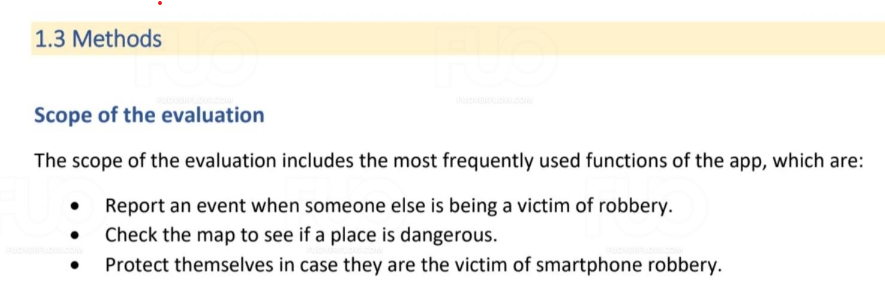 1.3 Methods
Scope of the evaluation
The scope of the evaluation includes the most frequently used functions of the app, which are:
• Report an event when someone else is being a victim of robbery.
• Check the map to see if a place is dangerous.
• Protect themselves in case they are the victim of smartphone robbery.